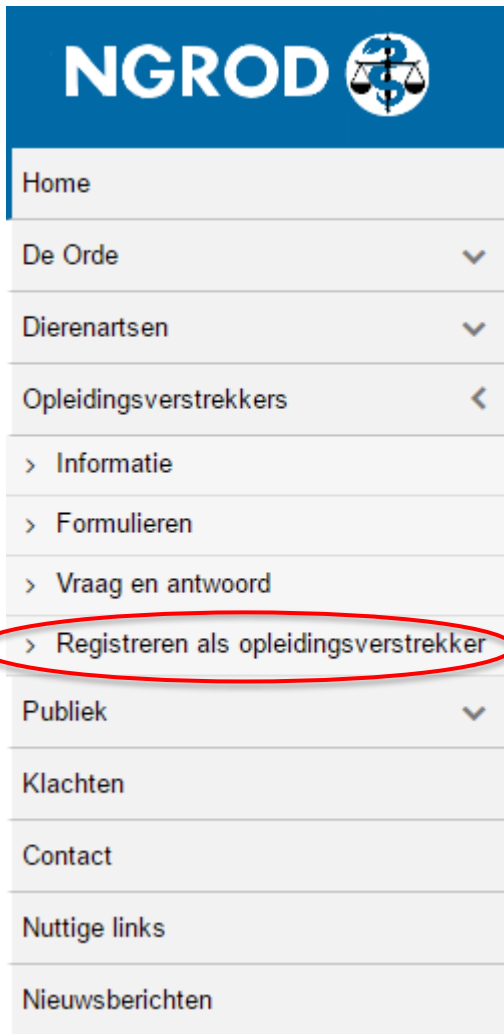 NGROD
Home
De Orde
Dierenartsen
Opleidingsverstrekkers
> Informatie
> Formulieren
> Vraag en antwoord
> Registreren als opleidingsverstrekker
Publiek
Klachten
Contact
Nuttige links
Nieuwsberichten